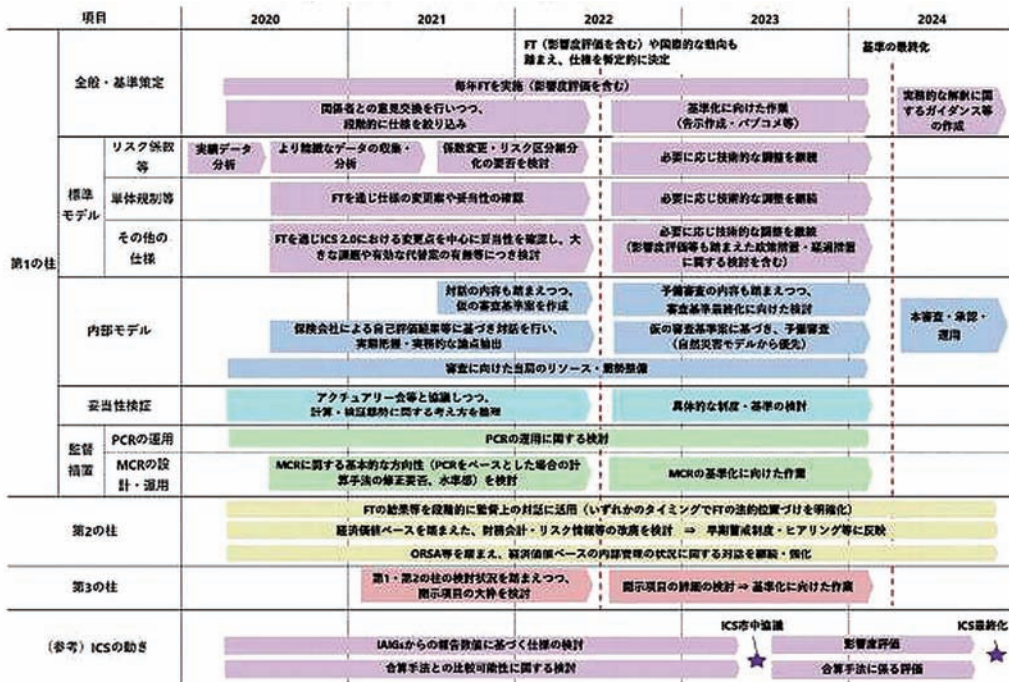 項目
2020
2021
2022
2023
2024
FT（影響度評価を含む）や国際的な動向も
踏まえ、仕様を暫定的に決定
基準の最終化
全般・基準策定
毎年FTを実施（影響度評価を含む）
関係者との意見交換を行いつつ、
段階的に仕様を絞り込み
基準化に向けた作業
（告示作成・パブコメ等）
実務的な解釈に関
するガイダンス等
の作成
第1の柱
標準
モデル
リスク係数
等
実績データ
分析
より詳細なデータの収集・
分析
係数変更・リスク区分細分
化の要否を検討
必要に応じ技術的な調整を継続
単体規制等
FTを通じ仕様の変更案や妥当性の確認
必要に応じ技術的な調整を継続
その他の
仕様
FTを通じICS 2.0における変更点を中心に妥当性を確認し、大
きな課題や有効な代替案の有無等につき検討
必要に応じ技術的な調整を継続
（影響度評価等も踏まえた政策措置・経過措置
に関する検討を含む）
内部モデル
対話の内容も踏まえつつ、
仮の審査基準案を作成
予備審査の内容も踏まえつつ、
審査基準最終化に向けた検討
保険会社による自己評価結果等に基づき対話を行い、
実態把握・実務的な論点抽出
仮の審査基準案に基づき、予備審査
（自然災害モデルから優先）
本審査・承認・
運用
審査に向けた当局のリソース・態勢整備
妥当性検証
アクチュアリー会等と協議しつつ、
計算・検証態勢に関する考え方を整理
具体的な制度・基準の検討
監督
措置
PCRの運用
PCRの運用に関する検討
MCRの設
計・運用
MCRに関する基本的な方向性（PCRをベースとした場合の計
算手法の修正要否、水準感）を検討
MCRの基準化に向けた作業
第2の柱
FTの結果等を段階的に監督上の対話に活用（いずれかのタイミングでFTの法的位置づけを明確化）
経済価値ベースを踏まえた、財務会計・リスク情報等の改廃を検討 ⇒ 早期警戒制度・ヒアリング等に反映
ORSA等を踏まえ、経済価値ベースの内部管理の状況に関する対話を継続・強化
第3の柱
第1・第2の柱の検討状況を踏まえつつ、
開示項目の大枠を検討
開示項目の詳細の検討 ⇒ 基準化に向けた作業
（参考）ICSの動き
ICS市中協議
ICS最終化
IAIGsからの報告数値に基づく仕様の検討
影響度評価
合算手法との比較可能性に関する検討
合算手法に係る評価